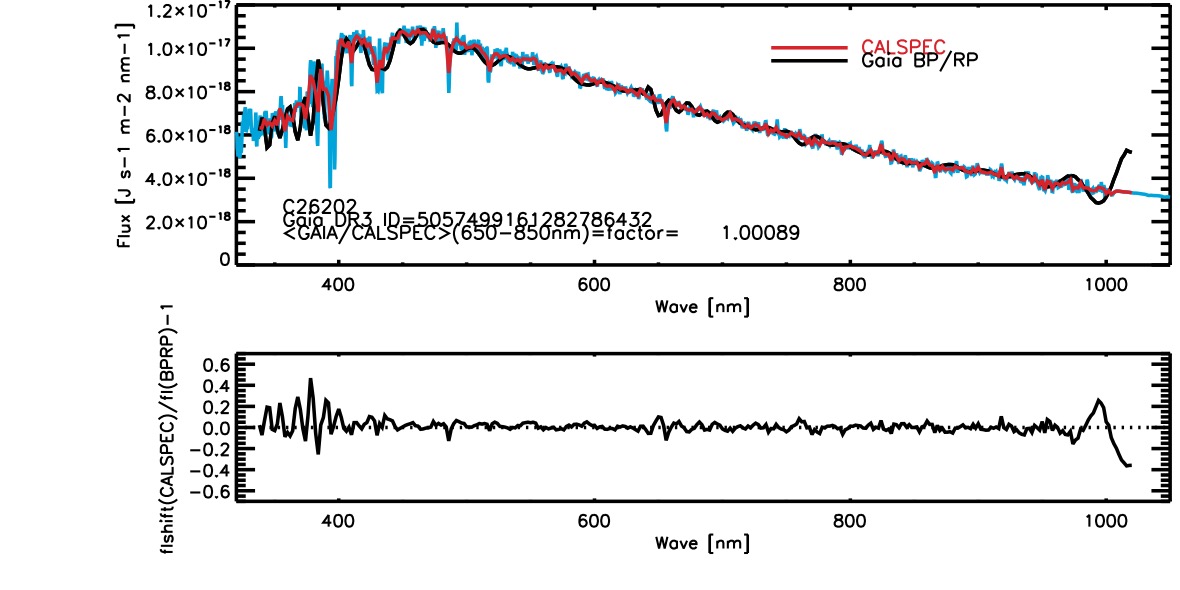 1.2×10−17
1.0×10−17
8.0×10−18
6.0×10−18
4.0×10−18
2.0×10−18
0
Flux [J s−1 m−2 nm−1]
CALSPEC
Gaia BP/RP
C26202
Gaia DR3 ID=5057499161282786432
<GAIA/CALSPEC>(650−850nm)=factor= 1.00089
400 600 800 1000
Wave [nm]
flshift(CALSPEC)/fl(BPRP)−1
0.6
0.4
0.2
0.0
−0.2
−0.4
−0.6
400 600 800 1000
Wave [nm]